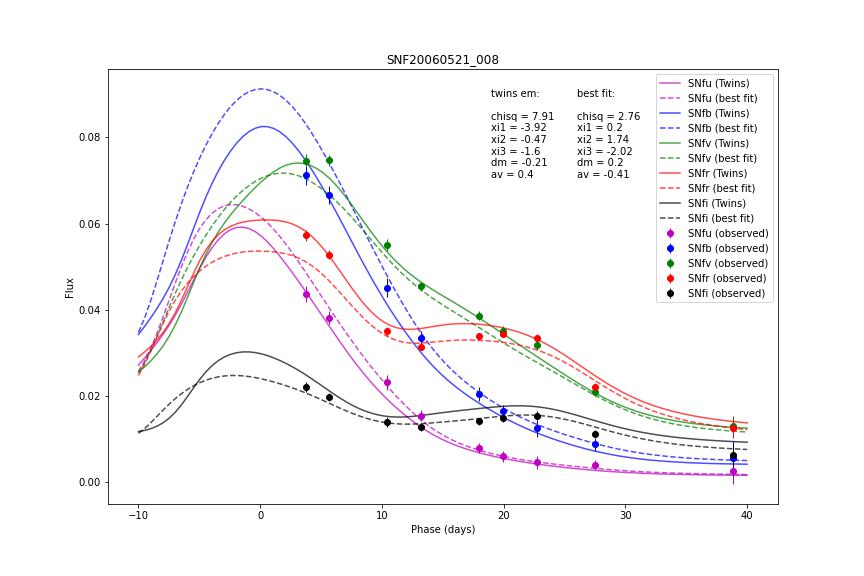 SNF20060521_008
twins em: best fit:
chisq = 7.91 chisq = 2.76
xi1 = -3.92 xi1 = 0.2
xi2 = -0.47 xi2 = 1.74
xi3 = -1.6 xi3 = -2.02
dm = -0.21 dm = 0.2
av = 0.4 av = -0.41
SNfu (Twins)
SNfu (best fit)
SNfb (Twins)
SNfb (best fit)
SNfv (Twins)
SNfv (best fit)
SNfr (Twins)
SNfr (best fit)
SNfi (Twins)
SNfi (best fit)
SNfu (observed)
SNfb (observed)
SNfv (observed)
SNfr (observed)
SNfi (observed)
Flux
0.08
0.06
0.04
0.02
0.00
−10 0 10 20 30 40
Phase (days)